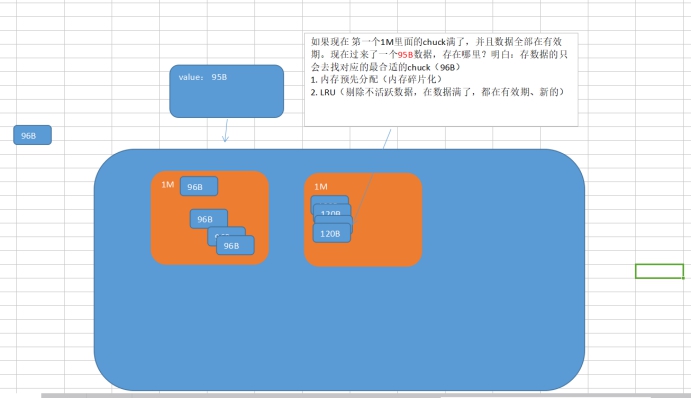 如果现在 第一个1M里面的chuck满了，并且数据全部在有效
期。现在过来了一个95B数据，存在哪里？明白：存数据的只
会去找对应的最合适的chuck（96B）
1. 内存预先分配（内存碎片化）
2. LRU（剔除不活跃数据，在数据满了，都在有效期、新的）
value： 95B
96B
1M
96B
96B
96B
1M
120B
120B